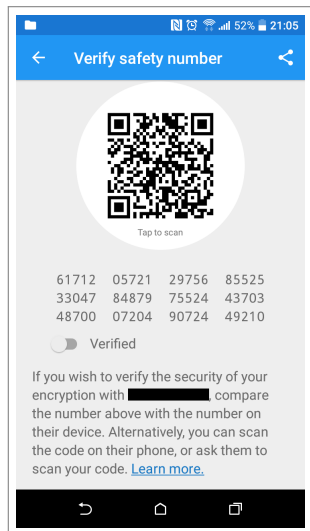 52% 21:05
Verify safety number
Tap to scan
61712 05721 29756 85525
33047 84879 75524 43703
48700 07204 90724 49210
Verified
If you wish to verify the security of your
encryption with , compare
the number above with the number on
their device. Alternatively, you can scan
the code on their phone, or ask them to
scan your code. Learn more.